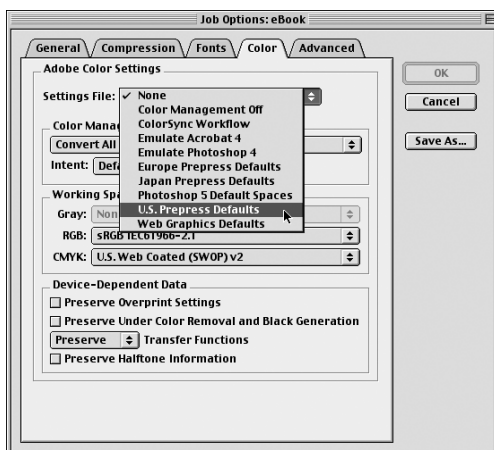 Job Options: eBook
General Compression Fonts Color Advanced
Adobe Color Settings
Settings File: ✓ None
Color Management Off
ColorSync Workflow
Emulate Acrobat 4
Emulate Photoshop 4
Europe Prepress Defaults
Japan Prepress Defaults
Photoshop 5 Default Spaces
U.S. Prepress Defaults
Web Graphics Defaults
OK
Cancel
Save As...
Color Mana
Convert All
Intent: Defa
Working Spa
Gray: Non
RGB: sRGB IEC61966-2.1
CMYK: U.S. Web Coated (SWOP) v2
Device-Dependent Data
Preserve Overprint Settings
Preserve Under Color Removal and Black Generation
Preserve Transfer Functions
Preserve Halftone Information